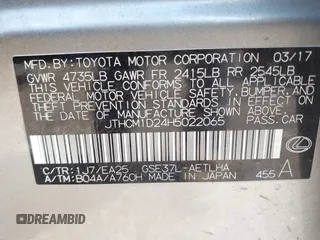 MFD. BY: TOYOTA MOTOR CORPORATION 03/17
GVWR 4735LB GAWR FR 2415LB RR 2545LB
THIS VEHICLE CONFORMS TO ALL APPLICABLE
FEDERAL MOTOR VEHICLE SAFETY, BUMPER, AND
THEFT PREVENTION STANDARDS IN EFFECT ON
THE DATE OF MANUFACTURE SHOWN ABOVE.
JTHCM1D24H5022065 PASS. CAR
C/TR: 1J7/EA25 GSE37L-AETLHA
A/TM: B04A/A760H MADE IN JAPAN 455 A
DREAMBID